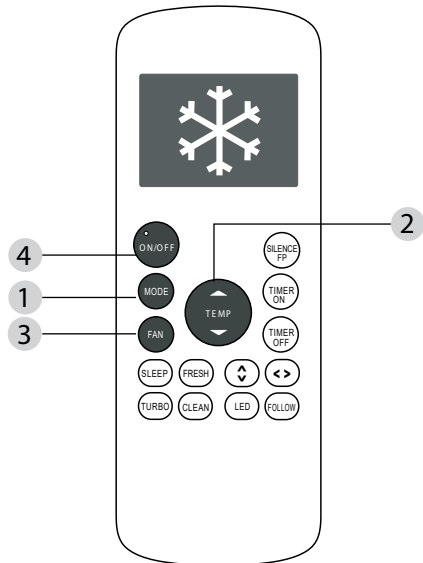 2
ON/OFF
SILENCE
FP
4
1
MODE
TEMP
TIMER
ON
3
FAN
TIMER
OFF
SLEEP
FRESH
TURBO
CLEAN
LED
FOLLOW